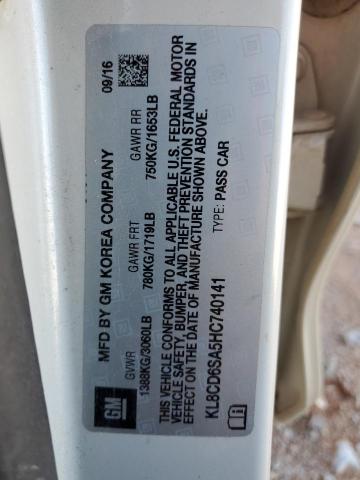 MFD BY GM KOREA COMPANY 09/16
GVWR GAWR FRT GAWR RR
1388KG/3060LB 780KG/1719LB 750KG/1653LB
THIS VEHICLE CONFORMS TO ALL APPLICABLE U.S. FEDERAL MOTOR
VEHICLE SAFETY, BUMPER, AND THEFT PREVENTION STANDARDS IN
EFFECT ON THE DATE OF MANUFACTURE SHOWN ABOVE.
KL8CD6SA5HC740141 TYPE: PASS CAR
GM